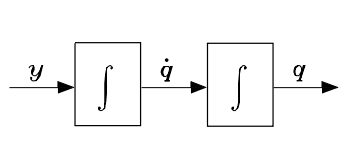 y ∫ q̇ ∫ q